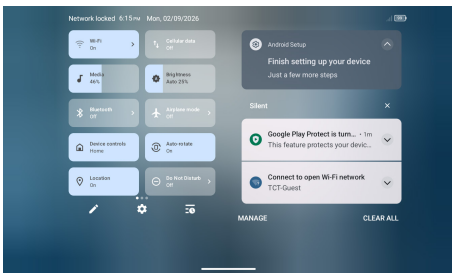 Network locked 6:15 PM Mon, 02/09/2026
Wi-Fi
On
Cellular data
Off
Media
46%
Brightness
Auto 25%
Bluetooth
Off
Airplane mode
Off
Device controls
Home
Auto-rotate
On
Location
On
Do Not Disturb
Off
Android Setup
Finish setting up your device
Just a few more steps
Silent
Google Play Protect is turn... • 1m
This feature protects your devic...
Connect to open Wi-Fi network
TCT-Guest
MANAGE
CLEAR ALL